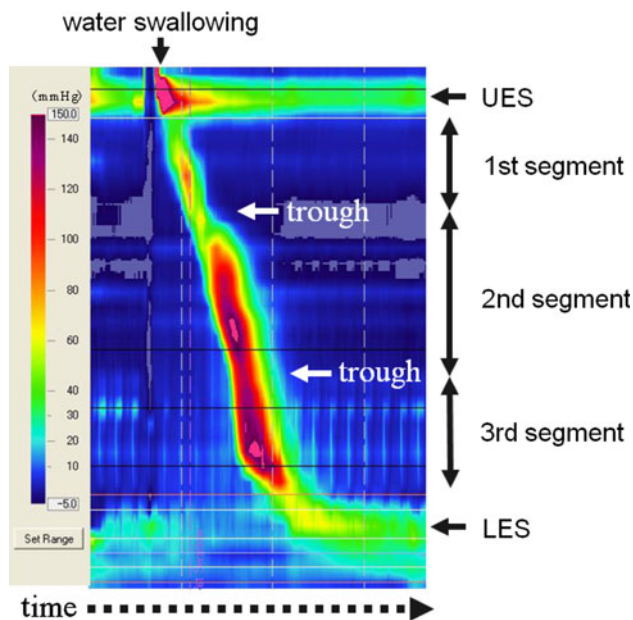 water swallowing
(mmHg)
150.0
120
100
80
60
40
30
20
10
-5.0
Set Range
UES
1st segment
trough
2nd segment
trough
3rd segment
LES
time